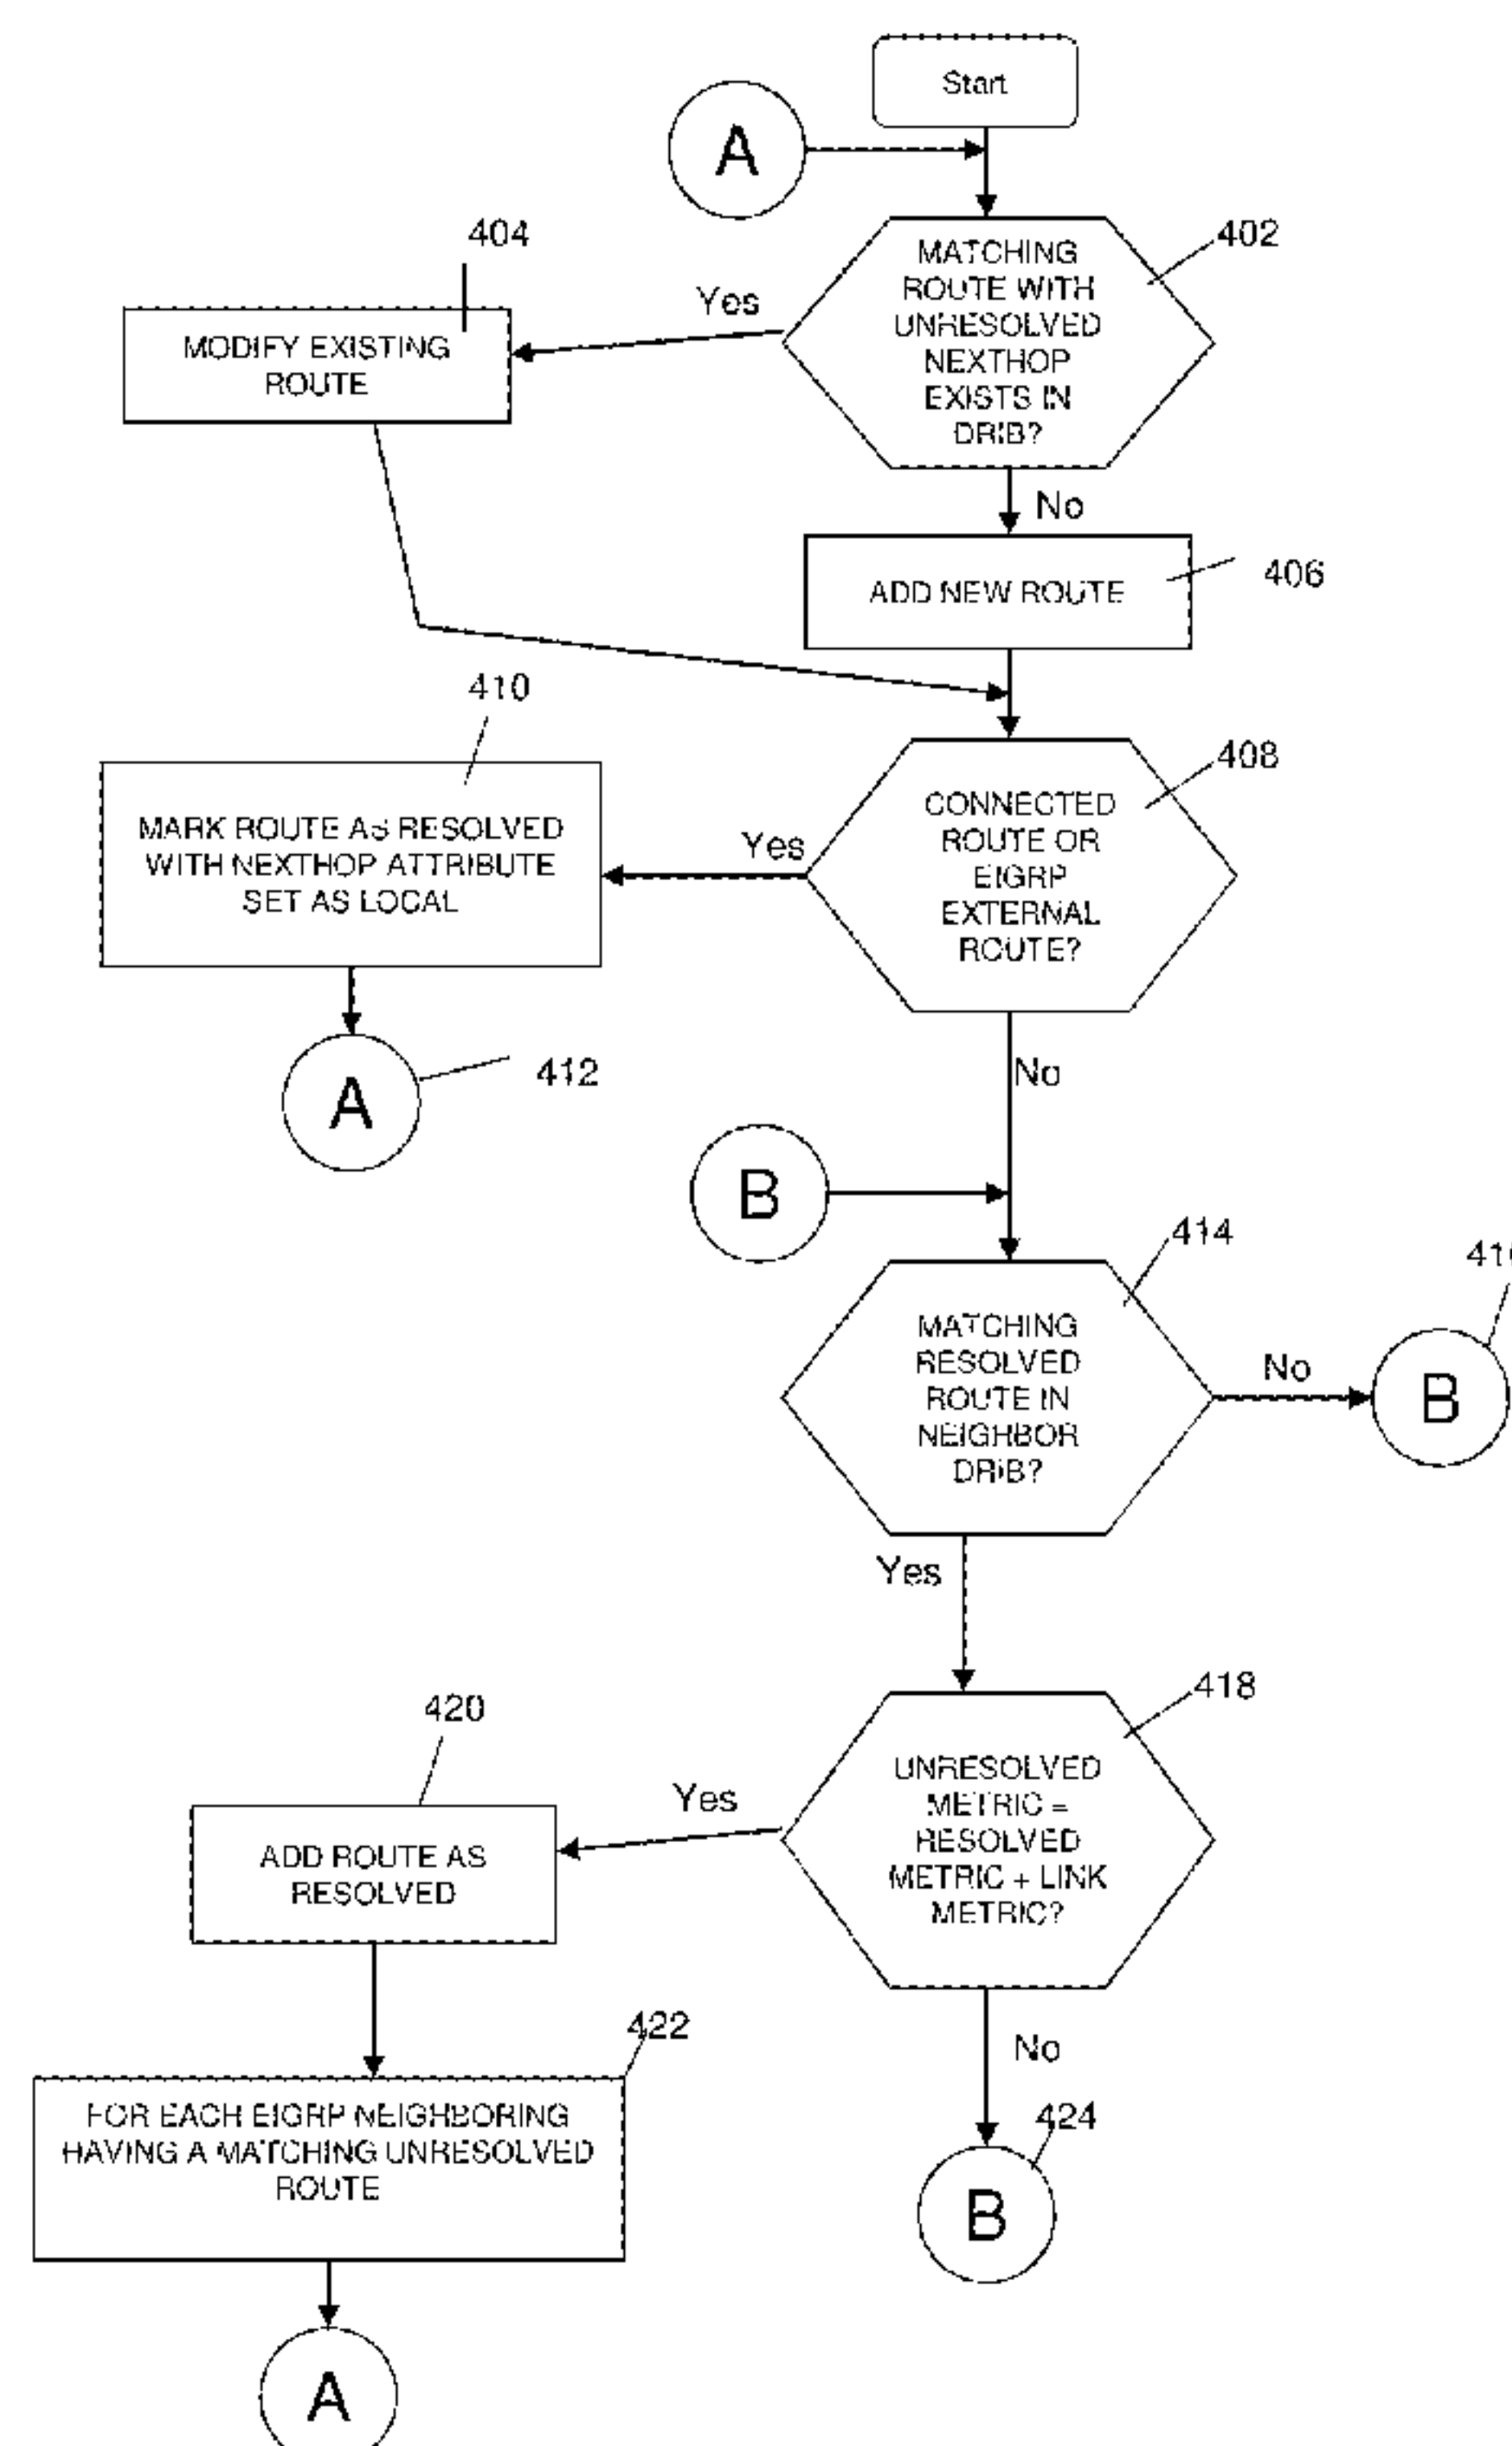 Start
A
404
402
MATCHING
ROUTE WITH
UNRESOLVED
NEXTHOP
EXISTS IN
DRIB?
Yes
MODIFY EXISTING
ROUTE
No
ADD NEW ROUTE
406
410
408
CONNECTED
ROUTE OR
EIGRP
EXTERNAL
ROUTE?
Yes
MARK ROUTE AS RESOLVED
WITH NEXTHOP ATTRIBUTE
SET AS LOCAL
No
A
412
B
414
MATCHING
RESOLVED
ROUTE IN
NEIGHBOR
DRIB?
No
B
Yes
418
420
UNRESOLVED
METRIC =
RESOLVED
METRIC + LINK
METRIC?
Yes
ADD ROUTE AS
RESOLVED
422
No
FOR EACH EIGRP NEIGHBORING
HAVING A MATCHING UNRESOLVED
ROUTE
424
B
A